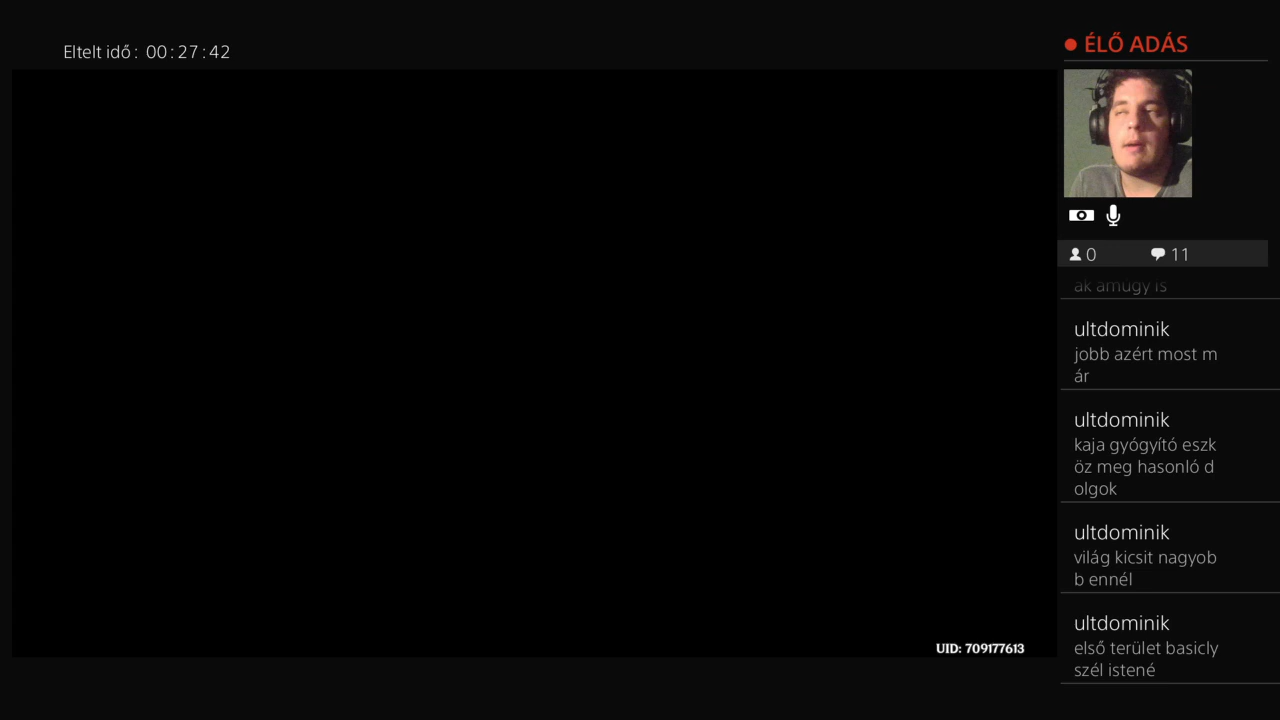 Eltelt idő : 00:27:42
ÉLŐ ADÁS
0 11
ak amúgy is
ultdominik
jobb azért most m
ár
ultdominik
kaja gyógyító eszk
öz meg hasonló d
olgok
ultdominik
világ kicsit nagyob
b ennél
ultdominik
első terület basicly
szél istené
UID: 709177613